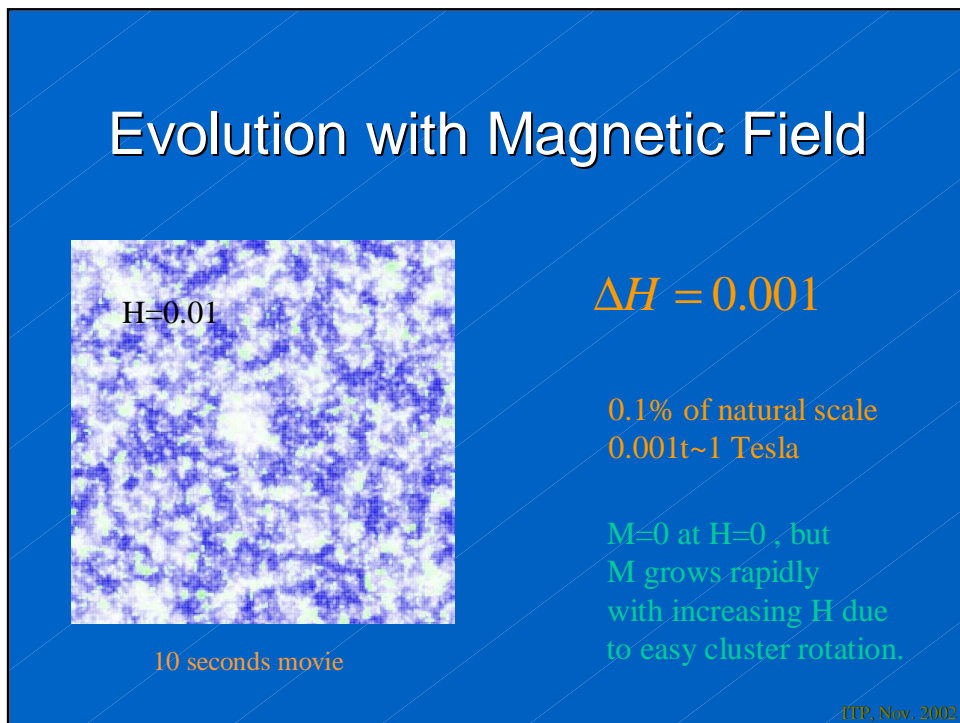 Evolution with Magnetic Field
H=0.01
ΔH = 0.001
0.1% of natural scale
0.001t~1 Tesla
M=0 at H=0 , but
M grows rapidly
with increasing H due
to easy cluster rotation.
10 seconds movie
ITP, Nov. 2002